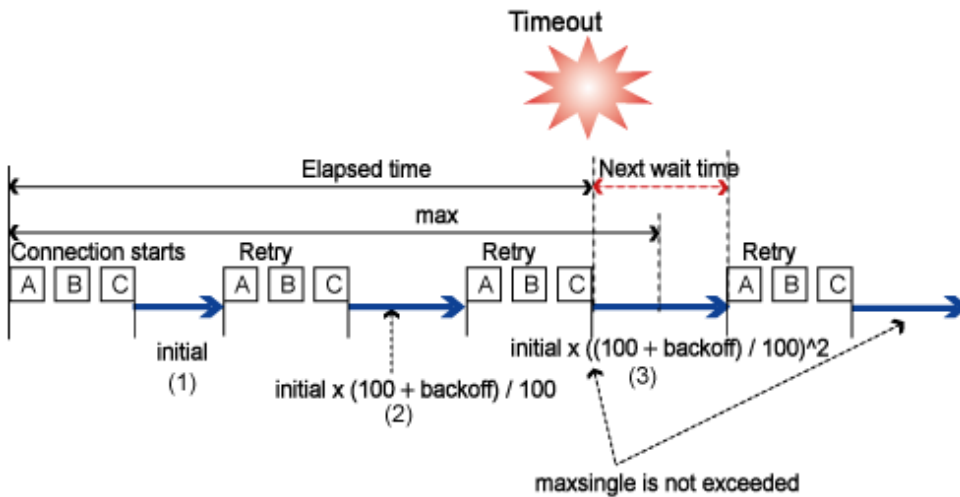 Timeout
Elapsed time
Next wait time
max
Connection starts
Retry
Retry
Retry
A B C
A B C
A B C
A B C
initial
(1)
initial x (100 + backoff) / 100
(2)
initial x ((100 + backoff) / 100)^2
(3)
maxsingle is not exceeded